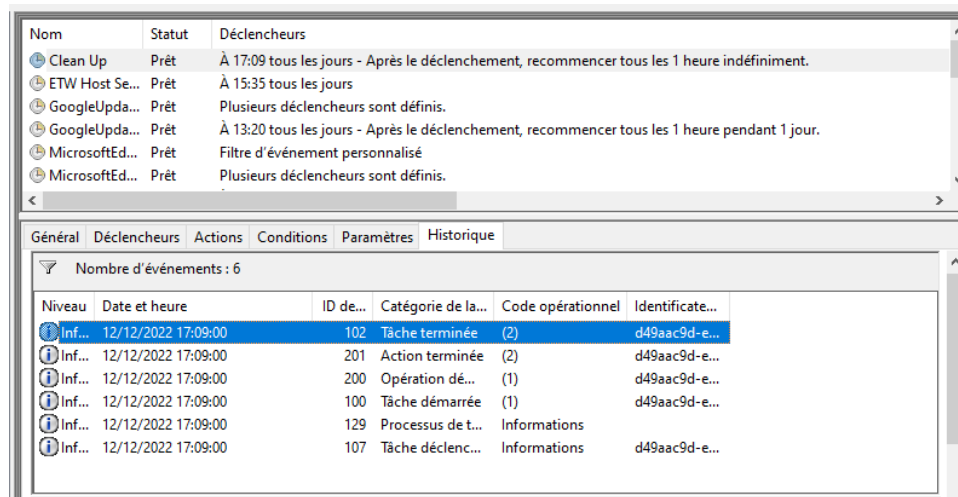 Nom Statut Déclencheurs
Clean Up Prêt À 17:09 tous les jours - Après le déclenchement, recommencer tous les 1 heure indéfiniment.
ETW Host Se... Prêt À 15:35 tous les jours
GoogleUpda... Prêt Plusieurs déclencheurs sont définis.
GoogleUpda... Prêt À 13:20 tous les jours - Après le déclenchement, recommencer tous les 1 heure pendant 1 jour.
MicrosoftEd... Prêt Filtre d'événement personnalisé
MicrosoftEd... Prêt Plusieurs déclencheurs sont définis.
Général Déclencheurs Actions Conditions Paramètres Historique
Nombre d'événements : 6
Niveau Date et heure ID de... Catégorie de la... Code opérationnel Identificate...
Inf... 12/12/2022 17:09:00 102 Tâche terminée (2) d49aac9d-e...
Inf... 12/12/2022 17:09:00 201 Action terminée (2) d49aac9d-e...
Inf... 12/12/2022 17:09:00 200 Opération dé... (1) d49aac9d-e...
Inf... 12/12/2022 17:09:00 100 Tâche démarrée (1) d49aac9d-e...
Inf... 12/12/2022 17:09:00 129 Processus de t... Informations
Inf... 12/12/2022 17:09:00 107 Tâche déclenc... Informations d49aac9d-e...